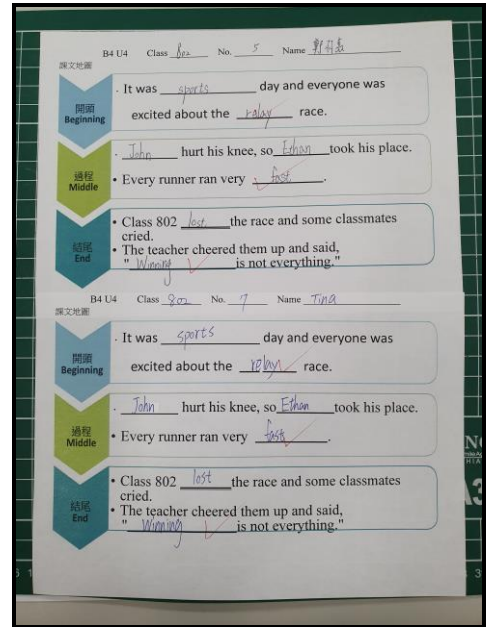 B4 U4 Class 802 No. 5 Name
課文地圖
開頭
Beginning
· It was sports day and everyone was
excited about the relay race.
過程
Middle
· John hurt his knee, so Ethan took his place.
• Every runner ran very fast.
結尾
End
• Class 802 lost the race and some classmates
cried.
• The teacher cheered them up and said,
"Winning is not everything."
B4 U4 Class 802 No. 7 Name Tina
課文地圖
開頭
Beginning
· It was sports day and everyone was
excited about the relay race.
過程
Middle
· John hurt his knee, so Ethan took his place.
• Every runner ran very fast.
結尾
End
• Class 802 lost the race and some classmates
cried.
• The teacher cheered them up and said,
"Winning is not everything."